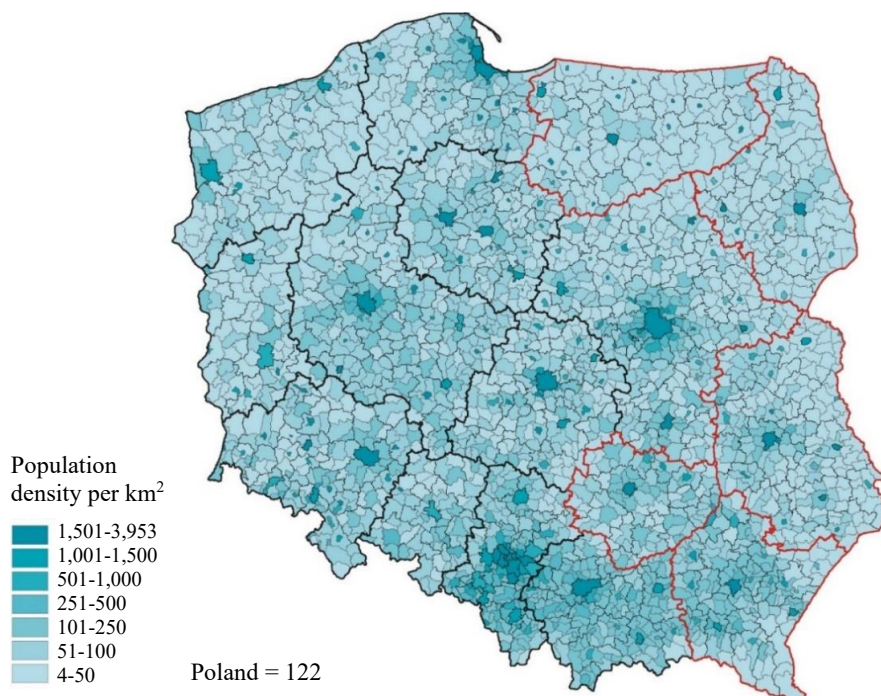 Population
density per km²
1,501-3,953
1,001-1,500
501-1,000
251-500
101-250
51-100
4-50
Poland = 122